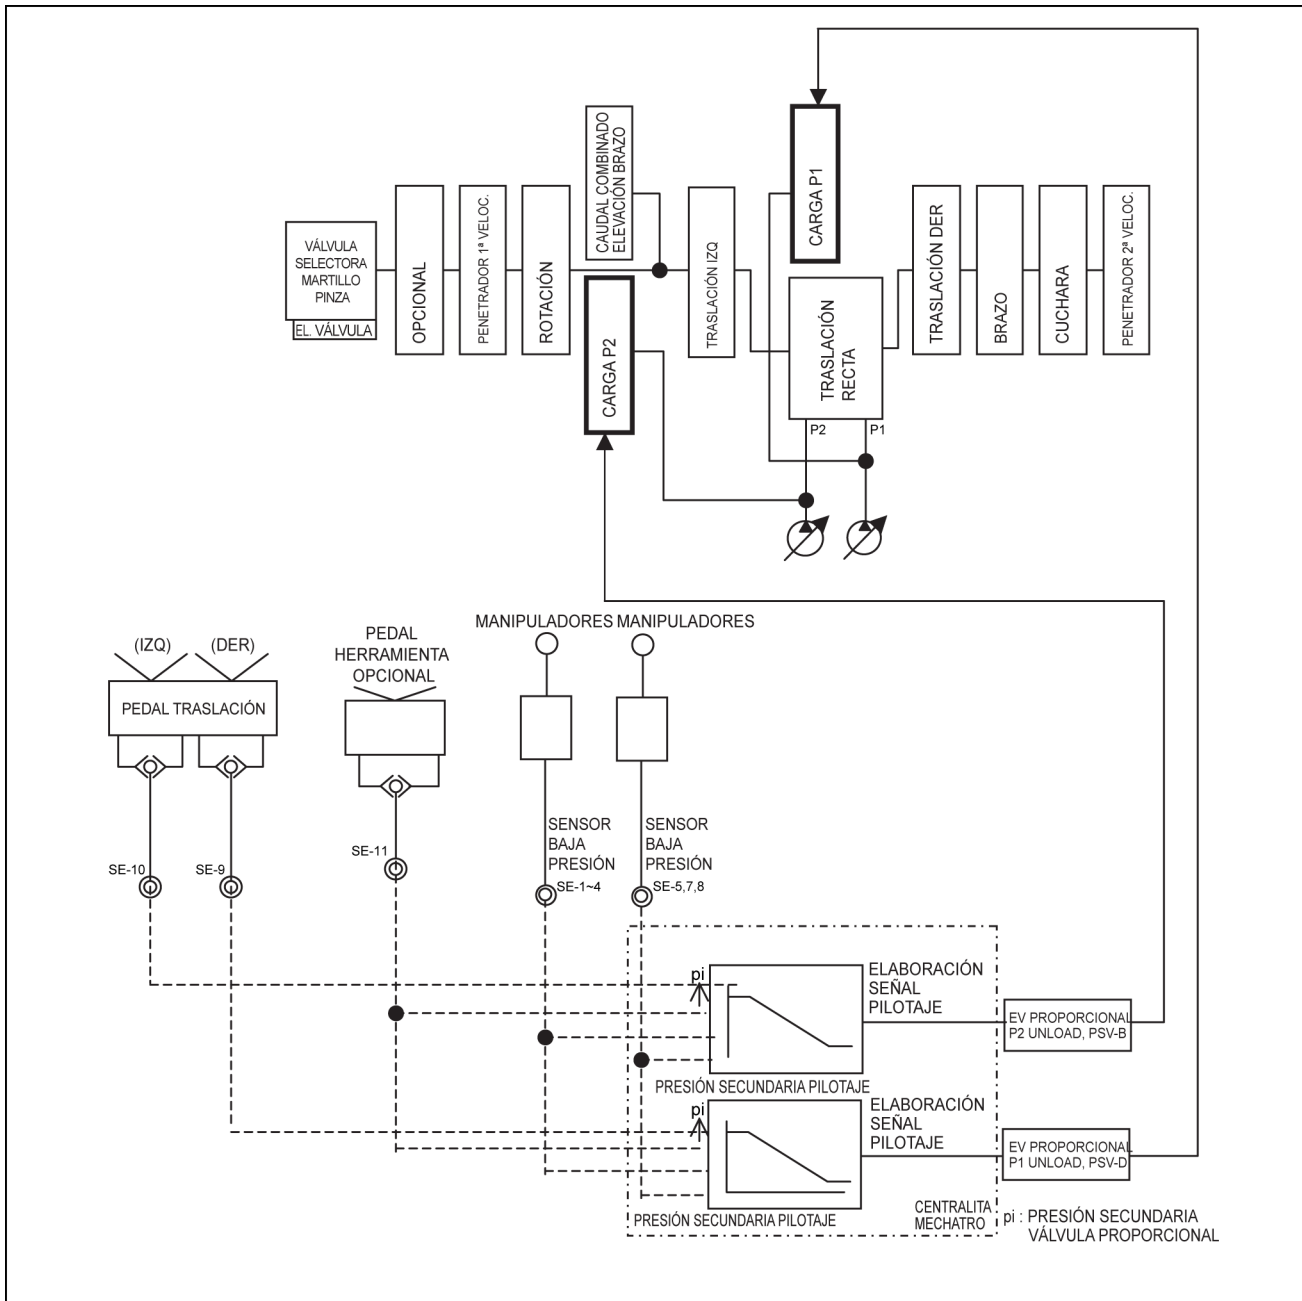 CAUDAL COMBINADO
ELEVACIÓN BRAZO
CARGA P1
VÁLVULA
SELECTORA
MARTILLO
PINZA
EL. VÁLVULA
OPCIONAL
PENETRADOR 1ª VELOC.
ROTACIÓN
CARGA P2
TRASLACIÓN IZQ
TRASLACIÓN
RECTA
TRASLACIÓN DER
BRAZO
CUCHARA
PENETRADOR 2ª VELOC.
P2
P1
MANIPULADORES
MANIPULADORES
(IZQ)
(DER)
PEDAL TRASLACIÓN
PEDAL
HERRAMIENTA
OPCIONAL
SENSOR
BAJA
PRESIÓN
SENSOR
BAJA
PRESIÓN
SE-10
SE-9
SE-11
SE-1~4
SE-5,7,8
pi
ELABORACIÓN
SEÑAL
PILOTAJE
EV PROPORCIONAL
P2 UNLOAD, PSV-B
PRESIÓN SECUNDARIA PILOTAJE
pi
ELABORACIÓN
SEÑAL
PILOTAJE
EV PROPORCIONAL
P1 UNLOAD, PSV-D
PRESIÓN SECUNDARIA PILOTAJE
CENTRALITA
MECHATRO
pi : PRESIÓN SECUNDARIA
VÁLVULA PROPORCIONAL